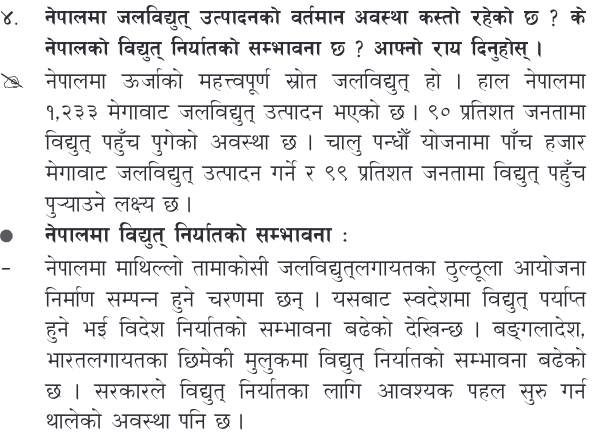 ४. नेपालमा जलविद्युत् उत्पादनको वर्तमान अवस्था कस्तो रहेको छ ? के
नेपालको विद्युत् निर्यातको सम्भावना छ ? आफ्नो राय दिनुहोस् ।
✍ नेपालमा ऊर्जाको महत्त्वपूर्ण स्रोत जलविद्युत् हो । हाल नेपालमा
१,२३३ मेगावाट जलविद्युत् उत्पादन भएको छ । ९० प्रतिशत जनतामा
विद्युत् पहुँच पुगेको अवस्था छ । चालु पन्ध्रौँ योजनामा पाँच हजार
मेगावाट जलविद्युत् उत्पादन गर्ने र ९९ प्रतिशत जनतामा विद्युत् पहुँच
पुऱ्याउने लक्ष्य छ ।
● नेपालमा विद्युत् निर्यातको सम्भावना :
- नेपालमा माथिल्लो तामाकोसी जलविद्युत्‌लगायतका ठुल्ठूला आयोजना
निर्माण सम्पन्न हुने चरणमा छन् । यसबाट स्वदेशमा विद्युत् पर्याप्त
हुने भई विदेश निर्यातको सम्भावना बढेको देखिन्छ । बङ्गलादेश,
भारतलगायतका छिमेकी मुलुकमा विद्युत् निर्यातको सम्भावना बढेको
छ । सरकारले विद्युत् निर्यातका लागि आवश्यक पहल सुरु गर्न
थालेको अवस्था पनि छ ।